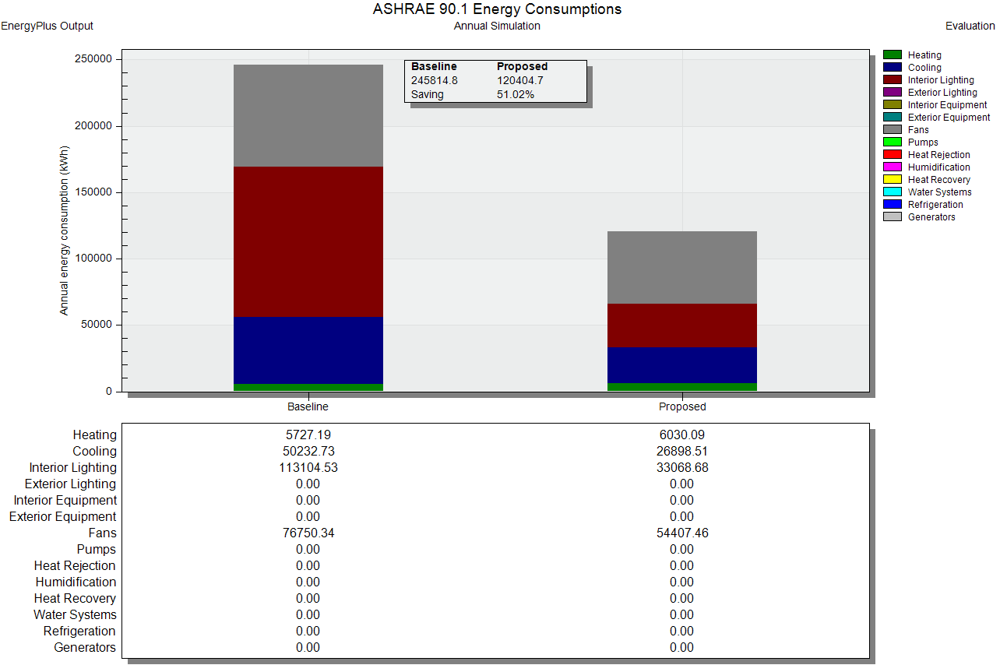 ASHRAE 90.1 Energy Consumptions
EnergyPlus Output Annual Simulation Evaluation
Baseline Proposed
245814.8 120404.7
Saving 51.02%
Annual energy consumption (kWh)
250000
200000
150000
100000
50000
0
Baseline Proposed
Heating
Cooling
Interior Lighting
Exterior Lighting
Interior Equipment
Exterior Equipment
Fans
Pumps
Heat Rejection
Humidification
Heat Recovery
Water Systems
Refrigeration
Generators
Heating 5727.19 6030.09
Cooling 50232.73 26898.51
Interior Lighting 113104.53 33068.68
Exterior Lighting 0.00 0.00
Interior Equipment 0.00 0.00
Exterior Equipment 0.00 0.00
Fans 76750.34 54407.46
Pumps 0.00 0.00
Heat Rejection 0.00 0.00
Humidification 0.00 0.00
Heat Recovery 0.00 0.00
Water Systems 0.00 0.00
Refrigeration 0.00 0.00
Generators 0.00 0.00